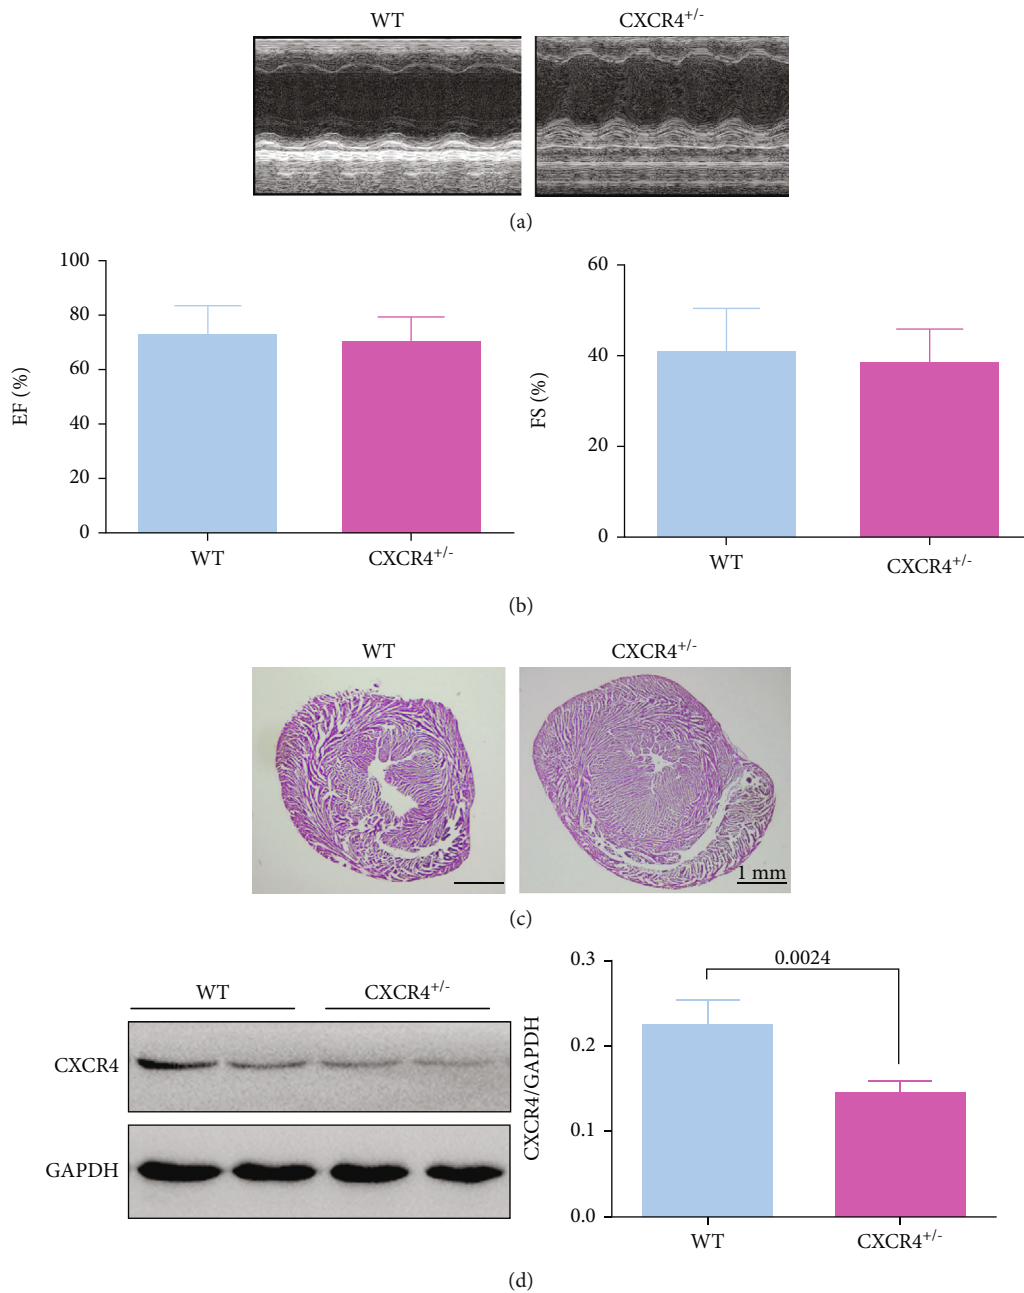 WT CXCR4+/-
(a)
100
80
60
40
20
0
EF (%)
WT CXCR4+/-
60
40
20
0
FS (%)
WT CXCR4+/-
(b)
WT CXCR4+/-
1 mm
(c)
WT CXCR4+/-
CXCR4
GAPDH
0.3
0.2
0.1
0.0
CXCR4/GAPDH
0.0024
WT CXCR4+/-
(d)